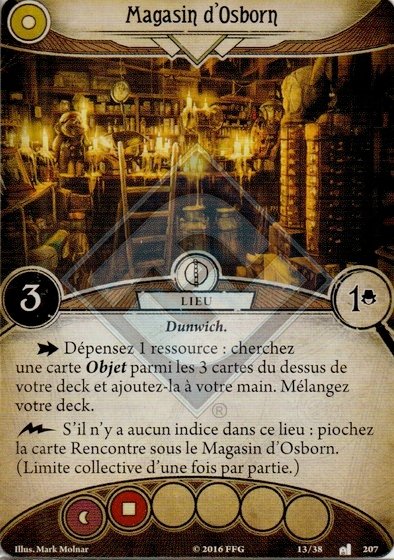 Magasin d'Osborn
3
1
LIEU
Dunwich.
Dépensez 1 ressource : cherchez
une carte Objet parmi les 3 cartes du dessus de
votre deck et ajoutez-la à votre main. Mélangez
votre deck.
S'il n'y a aucun indice dans ce lieu : piochez
la carte Rencontre sous le Magasin d'Osborn.
(Limite collective d'une fois par partie.)
®
Illus. Mark Molnar © 2016 FFG 13/38 207